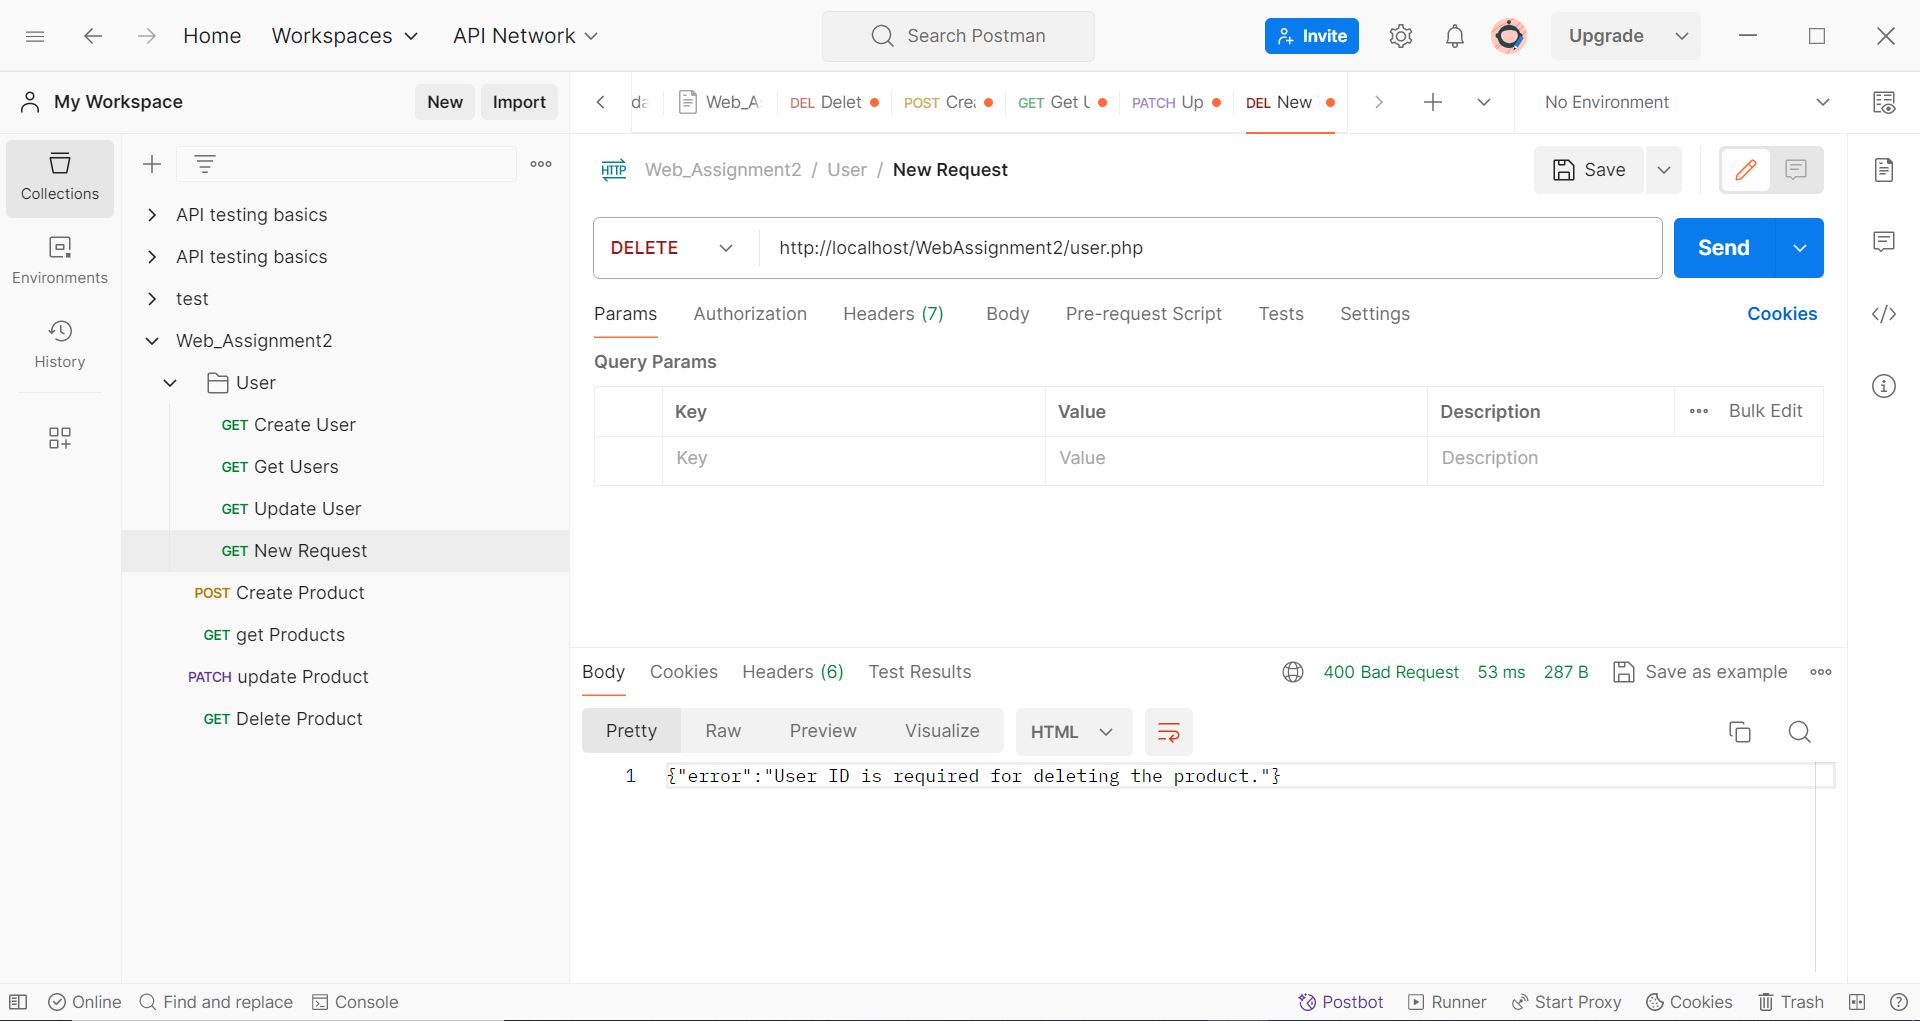 Home Workspaces API Network Search Postman Invite Upgrade
My Workspace New Import
Web_A DEL Delet POST Cre GET Get PATCH Up DEL New No Environment
Collections
Environments
History
API testing basics
API testing basics
test
Web_Assignment2
User
GET Create User
GET Get Users
GET Update User
GET New Request
POST Create Product
GET get Products
PATCH update Product
GET Delete Product
HTTP Web_Assignment2 / User / New Request Save
DELETE http://localhost/WebAssignment2/user.php Send
Params Authorization Headers (7) Body Pre-request Script Tests Settings Cookies
Query Params
Key Value Description Bulk Edit
Key Value Description
Body Cookies Headers (6) Test Results 400 Bad Request 53 ms 287 B Save as example
Pretty Raw Preview Visualize HTML
1 {"error":"User ID is required for deleting the product."}
Online Find and replace Console Postbot Runner Start Proxy Cookies Trash